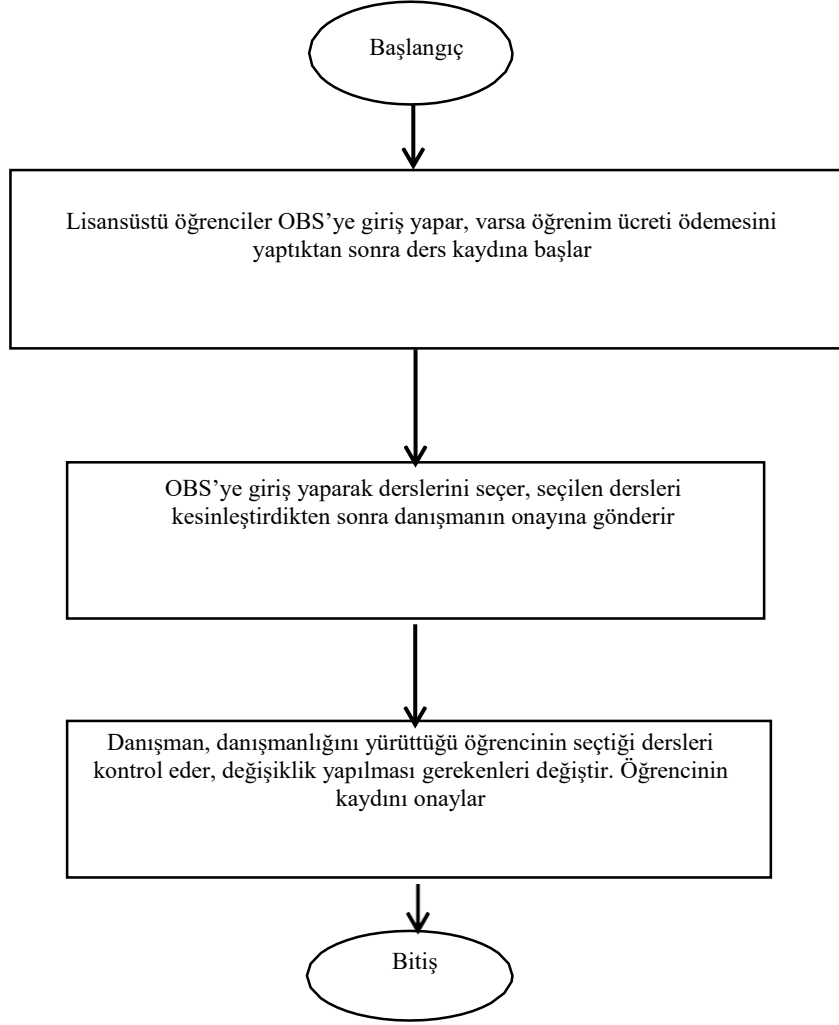 Başlangıç
Lisansüstü öğrenciler OBS’ye giriş yapar, varsa öğrenim ücreti ödemesini
yaptıktan sonra ders kaydına başlar
OBS’ye giriş yaparak derslerini seçer, seçilen dersleri
kesinleştirdikten sonra danışmanın onayına gönderir
Danışman, danışmanlığını yürüttüğü öğrencinin seçtiği dersleri
kontrol eder, değişiklik yapılması gerekenleri değiştir. Öğrencinin
kaydını onaylar
Bitiş